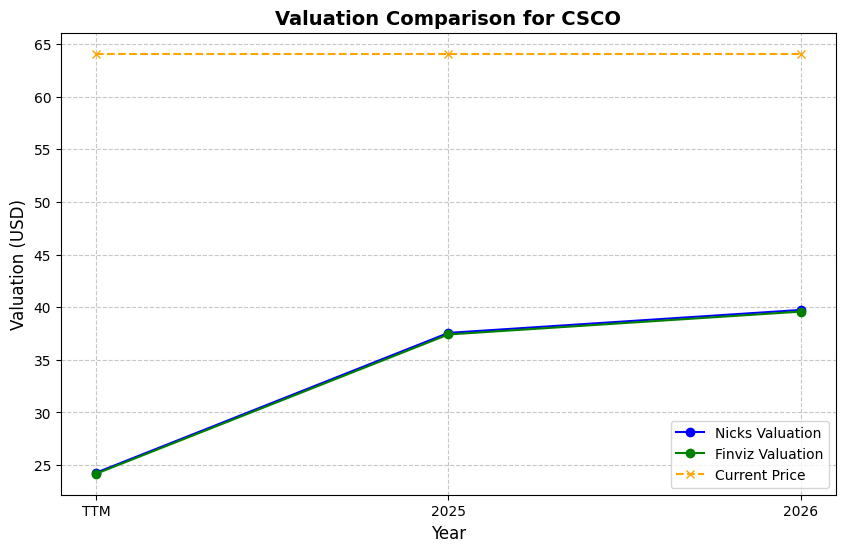 Valuation Comparison for CSCO
Valuation (USD)
65
60
55
50
45
40
35
30
25
TTM
2025
2026
Year
Nicks Valuation
Finviz Valuation
Current Price